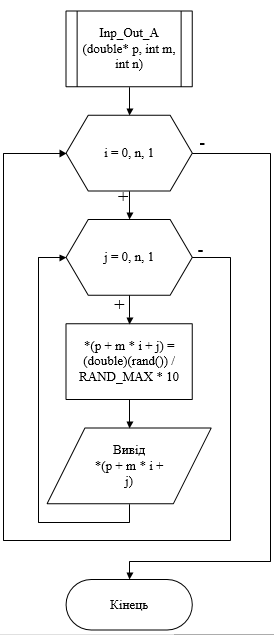 Inp_Out_A
(double* p, int m,
int n)
i = 0, n, 1
-
+
j = 0, n, 1
-
+
*(p + m * i + j) =
(double)(rand()) /
RAND_MAX * 10
Вивід
*(p + m * i +
j)
Кінець